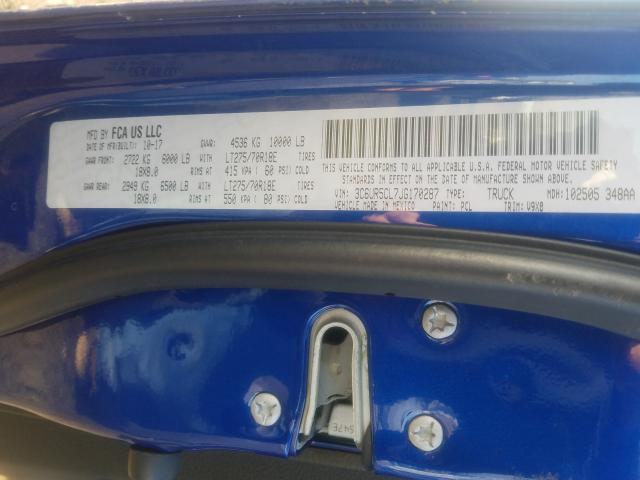 MFD BY FCA US LLC
DATE OF MFR(BUILT): 10-17 GVWR: 4536 KG 10000 LB
GAWR FRONT: 2722 KG 6000 LB WITH LT275/70R18E TIRES
18X8.0 RIMS AT 415 KPA ( 60 PSI) COLD
GAWR REAR: 2949 KG 6500 LB WITH LT275/70R18E TIRES
18X8.0 RIMS AT 550 KPA ( 80 PSI) COLD
THIS VEHICLE CONFORMS TO ALL APPLICABLE U.S.A. FEDERAL MOTOR VEHICLE SAFETY
STANDARDS IN EFFECT ON THE DATE OF MANUFACTURE SHOWN ABOVE.
VIN: 3C6UR5CL7JG170287 TYPE: TRUCK MDH: 102505 348AA
VEHICLE MADE IN MEXICO PAINT: PCL TRIM: V9X8
547E